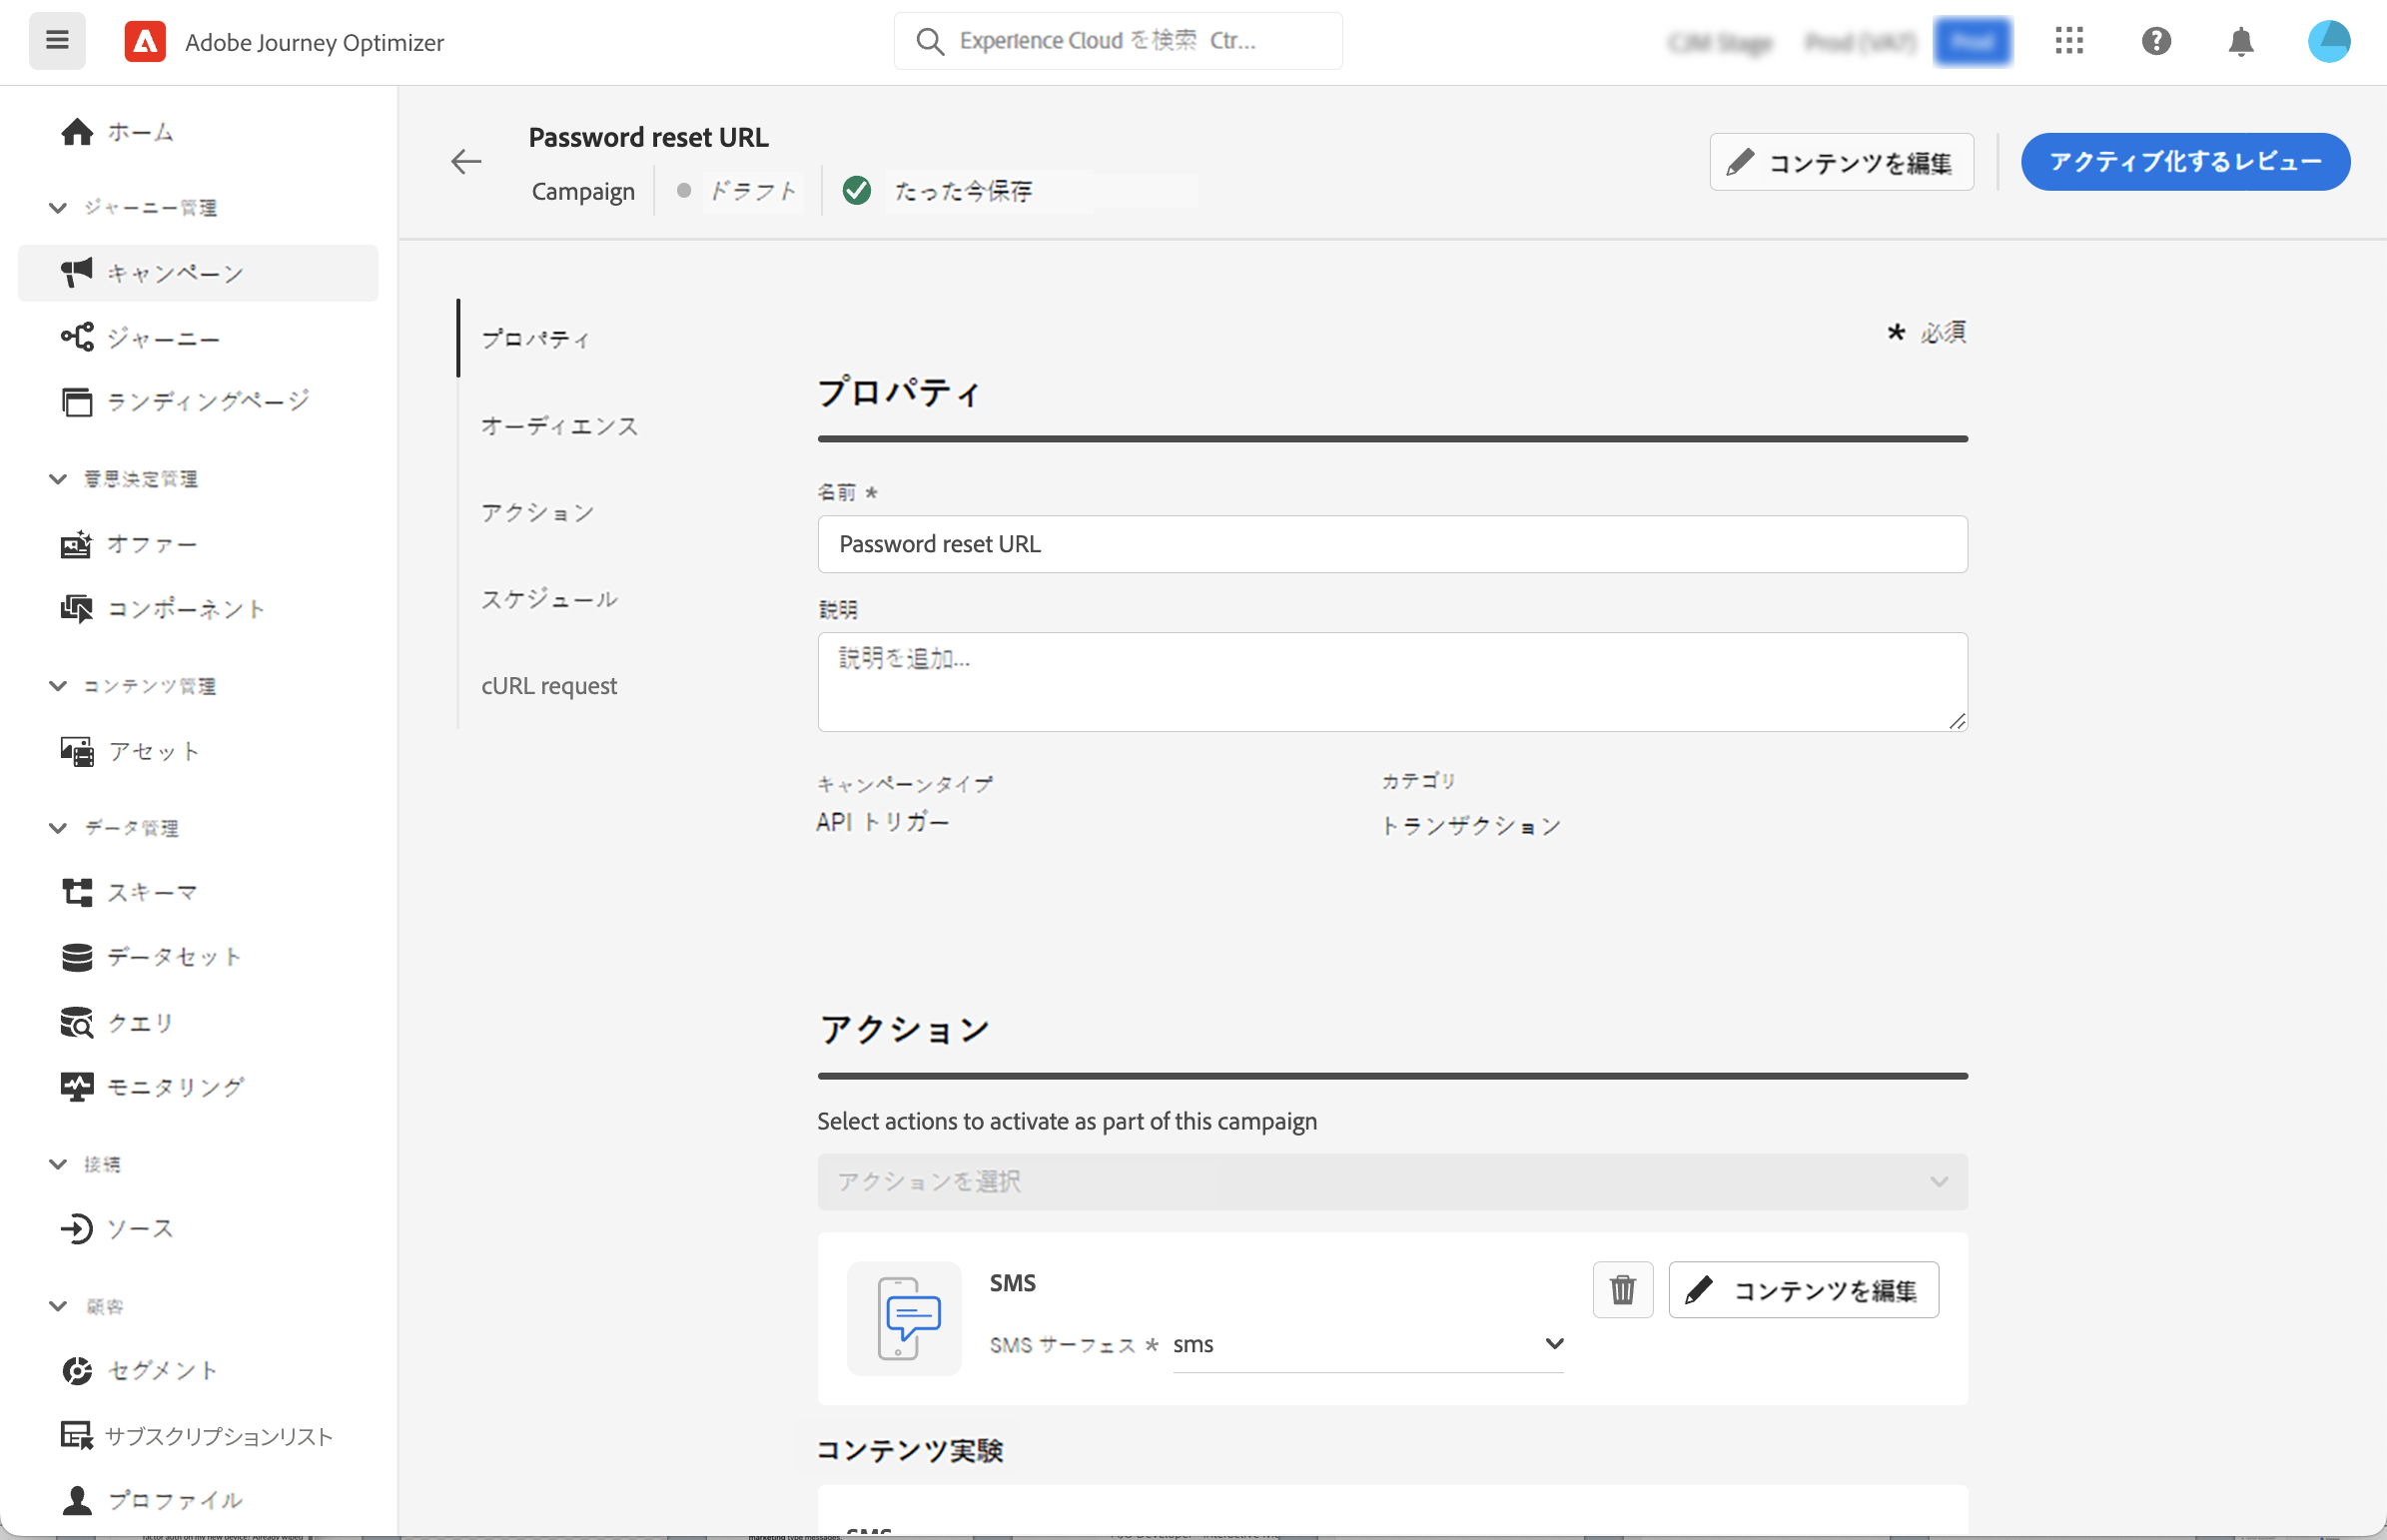 Adobe Journey Optimizer
Experience Cloud を検索 Ctr...
ホーム
ジャーニー管理
キャンペーン
ジャーニー
ランディングページ
意思決定管理
オファー
コンポーネント
コンテンツ管理
アセット
データ管理
スキーマ
データセット
クエリ
モニタリング
接続
ソース
顧客
セグメント
サブスクリプションリスト
プロファイル
Password reset URL
Campaign
ドラフト
たった今保存
コンテンツを編集
アクティブ化するレビュー
プロパティ
オーディエンス
アクション
スケジュール
cURL request
* 必須
プロパティ
名前 *
Password reset URL
説明
説明を追加...
キャンペーンタイプ
API トリガー
カテゴリ
トランザクション
アクション
Select actions to activate as part of this campaign
アクションを選択
SMS
コンテンツを編集
SMS サーフェス * sms
コンテンツ実験